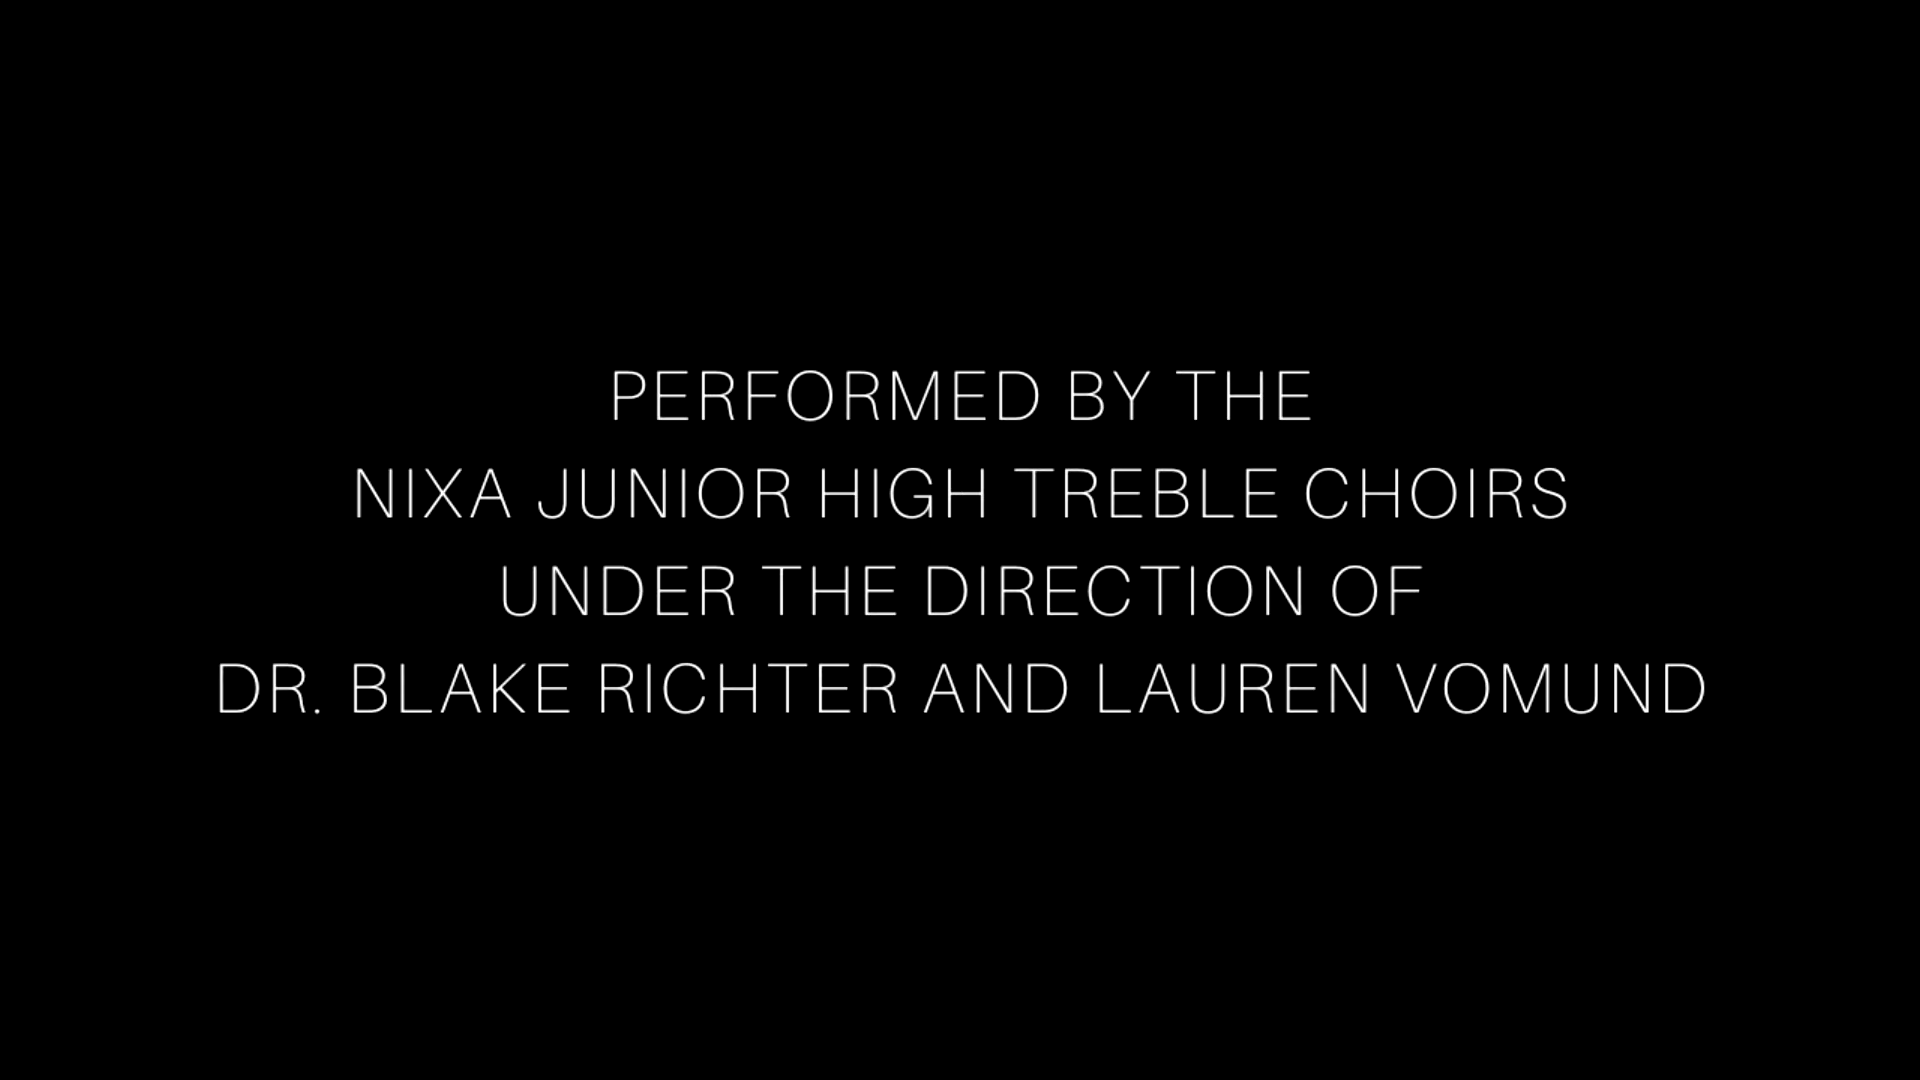 PERFORMED BY THE
NIXA JUNIOR HIGH TREBLE CHOIRS
UNDER THE DIRECTION OF
DR. BLAKE RICHTER AND LAUREN VOMUND